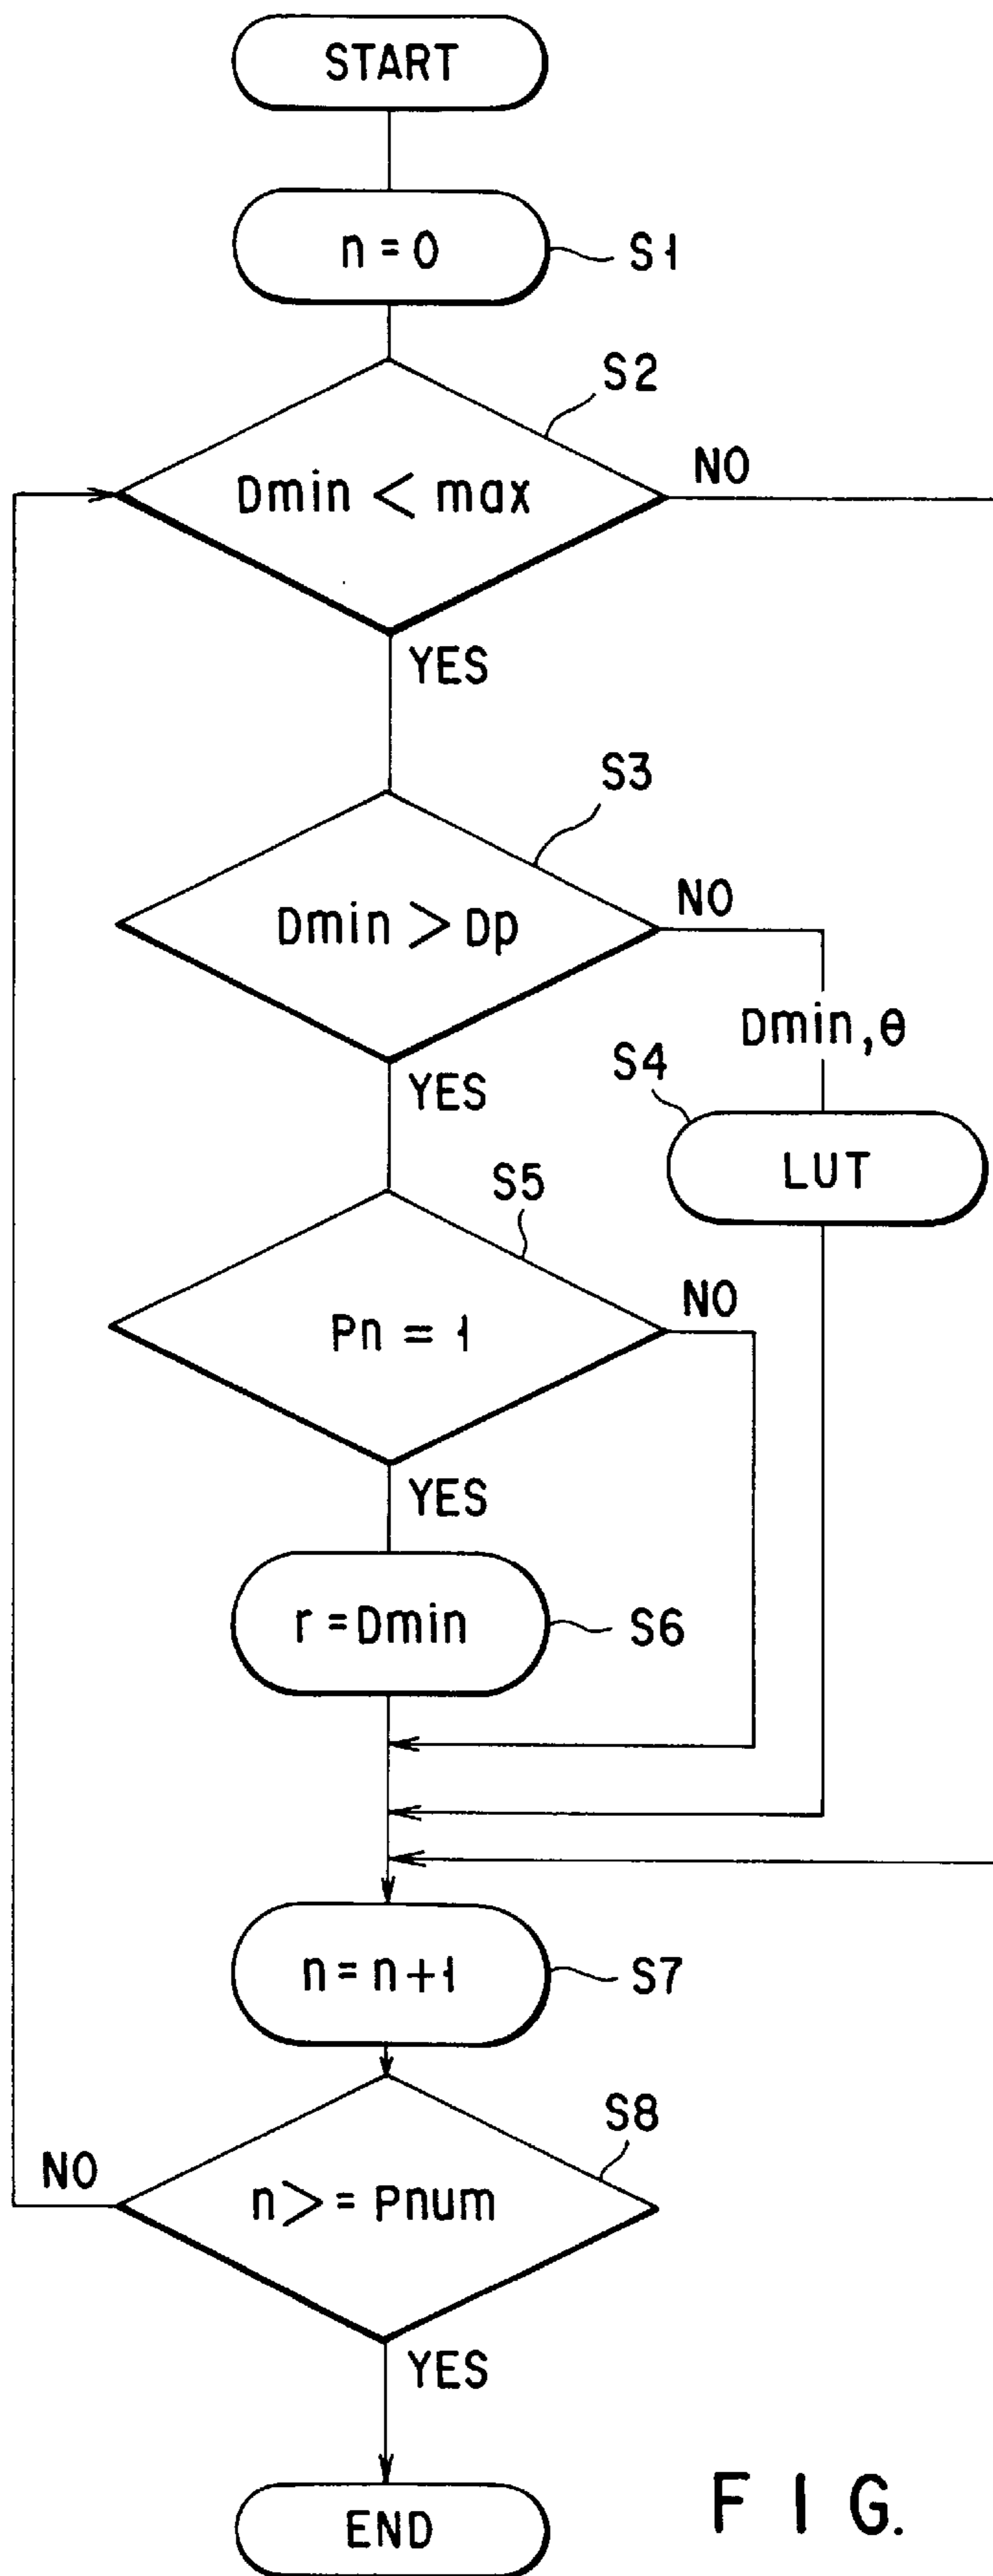 START
n = 0
S1
S2
Dmin < max
NO
YES
S3
Dmin > Dp
NO
Dmin, θ
YES
S4
LUT
S5
Pn = 1
NO
YES
r = Dmin
S6
n = n+1
S7
S8
n > = Pnum
NO
YES
END
FIG.